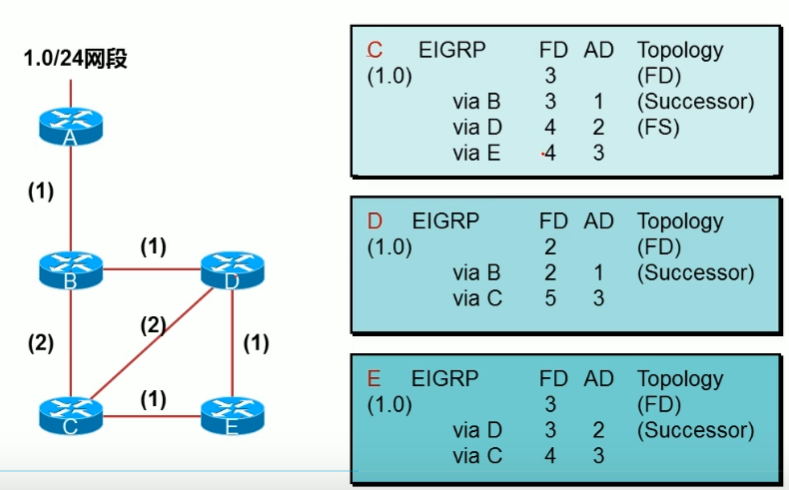 1.0/24网段
A
(1)
B
(1)
D
(2)
(2)
(1)
(1)
C
E
C EIGRP FD AD Topology
(1.0) 3 (FD)
via B 3 1 (Successor)
via D 4 2 (FS)
via E 4 3
D EIGRP FD AD Topology
(1.0) 2 (FD)
via B 2 1 (Successor)
via C 5 3
E EIGRP FD AD Topology
(1.0) 3 (FD)
via D 3 2 (Successor)
via C 4 3